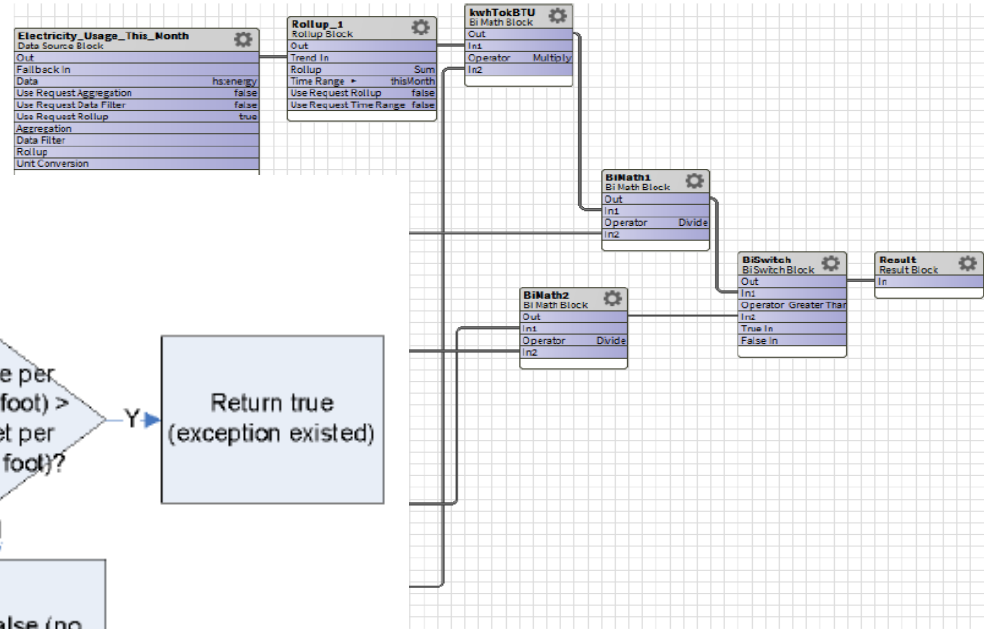 Electricity_Usage_This_Month
Data Source Block
Out
Fallback In
Data hs:energy
Use Request Aggregation false
Use Request Data Filter false
Use Request Rollup true
Aggregation
Data Filter
Rollup
Unit Conversion
Rollup_1
Rollup Block
Out
Trend In
Rollup Sum
Time Range ► thisMonth
Use Request Rollup false
Use Request Time Range false
kwhTokBTU
Bi Math Block
Out
In1
Operator Multiply
In2
BiMath1
Bi Math Block
Out
In1
Operator Divide
In2
BiMath2
Bi Math Block
Out
In1
Operator Divide
In2
BiSwitch
BiSwitch Block
Out
In1
Operator Greater Than
In2
True In
False In
Result
Result Block
In
e per
foot) >
et per
foot)?
Y
Return true
(exception existed)
alse (no